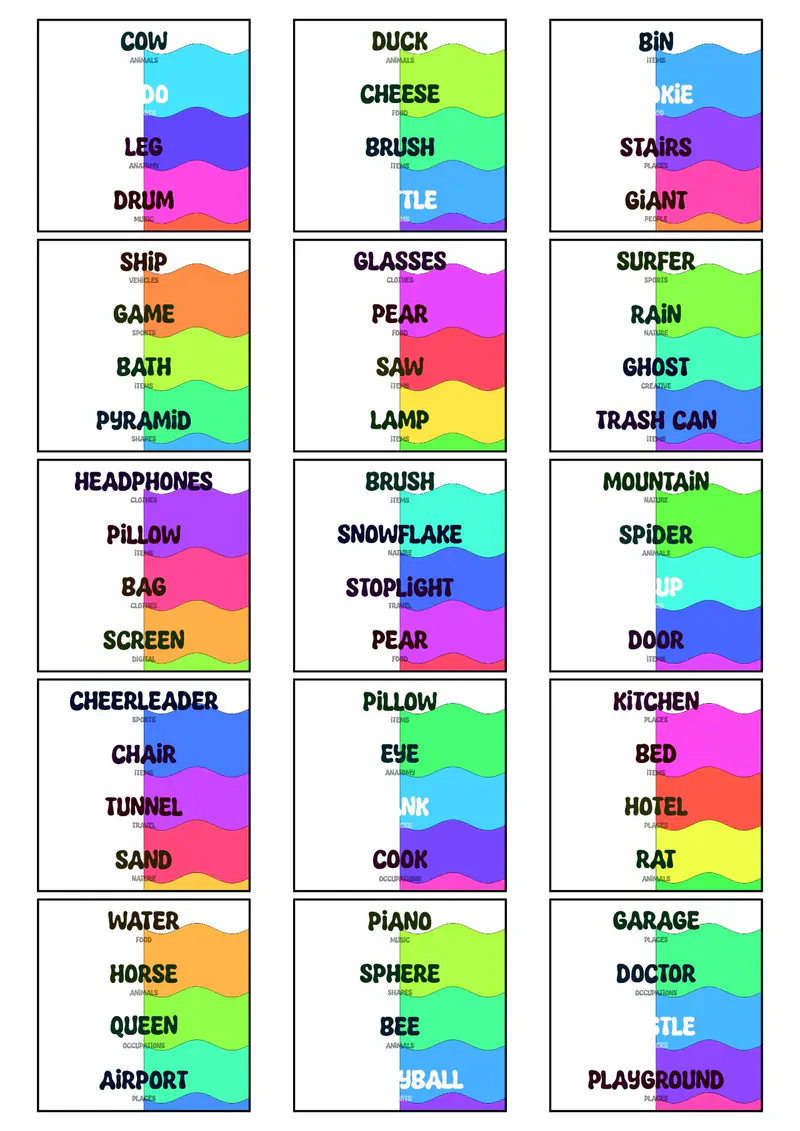 COW
ANIMALS
LEG
ANATOMY
DRUM
MUSIC
DUCK
ANIMALS
CHEESE
FOOD
BRUSH
ITEMS
BIN
ITEMS
STAIRS
PLACES
GIANT
PEOPLE
SHIP
VEHICLES
GAME
SPORTS
BATH
ITEMS
PYRAMID
SHAPES
GLASSES
CLOTHES
PEAR
FOOD
SAW
ITEMS
LAMP
ITEMS
SURFER
SPORTS
RAIN
NATURE
GHOST
CREATIVE
TRASH CAN
ITEMS
HEADPHONES
CLOTHES
PILLOW
ITEMS
BAG
CLOTHES
SCREEN
DIGITAL
BRUSH
ITEMS
SNOWFLAKE
NATURE
STOPLIGHT
TRAVEL
PEAR
FOOD
MOUNTAIN
NATURE
SPIDER
ANIMALS
DOOR
ITEMS
CHEERLEADER
SPORTS
CHAIR
ITEMS
TUNNEL
TRAVEL
SAND
NATURE
PILLOW
ITEMS
EYE
ANATOMY
COOK
OCCUPATIONS
KITCHEN
PLACES
BED
ITEMS
HOTEL
PLACES
RAT
ANIMALS
WATER
FOOD
HORSE
ANIMALS
QUEEN
OCCUPATIONS
AIRPORT
PLACES
PIANO
MUSIC
SPHERE
SHAPES
BEE
ANIMALS
GARAGE
PLACES
DOCTOR
OCCUPATIONS
PLAYGROUND